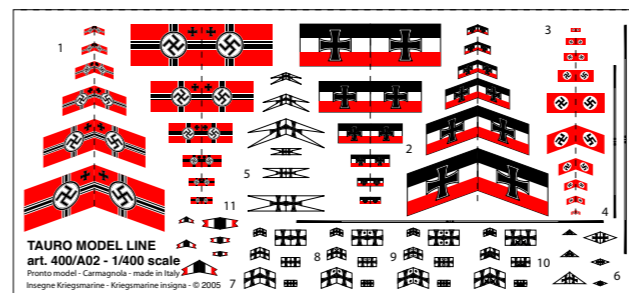 1
3
2
5
4
11
TAURO MODEL LINE
art. 400/A02 - 1/400 scale
Pronto model - Carmagnola - made in Italy
Insegne Kriegsmarine - Kriegsmarine insigna - © 2005
7
8
9
10
6